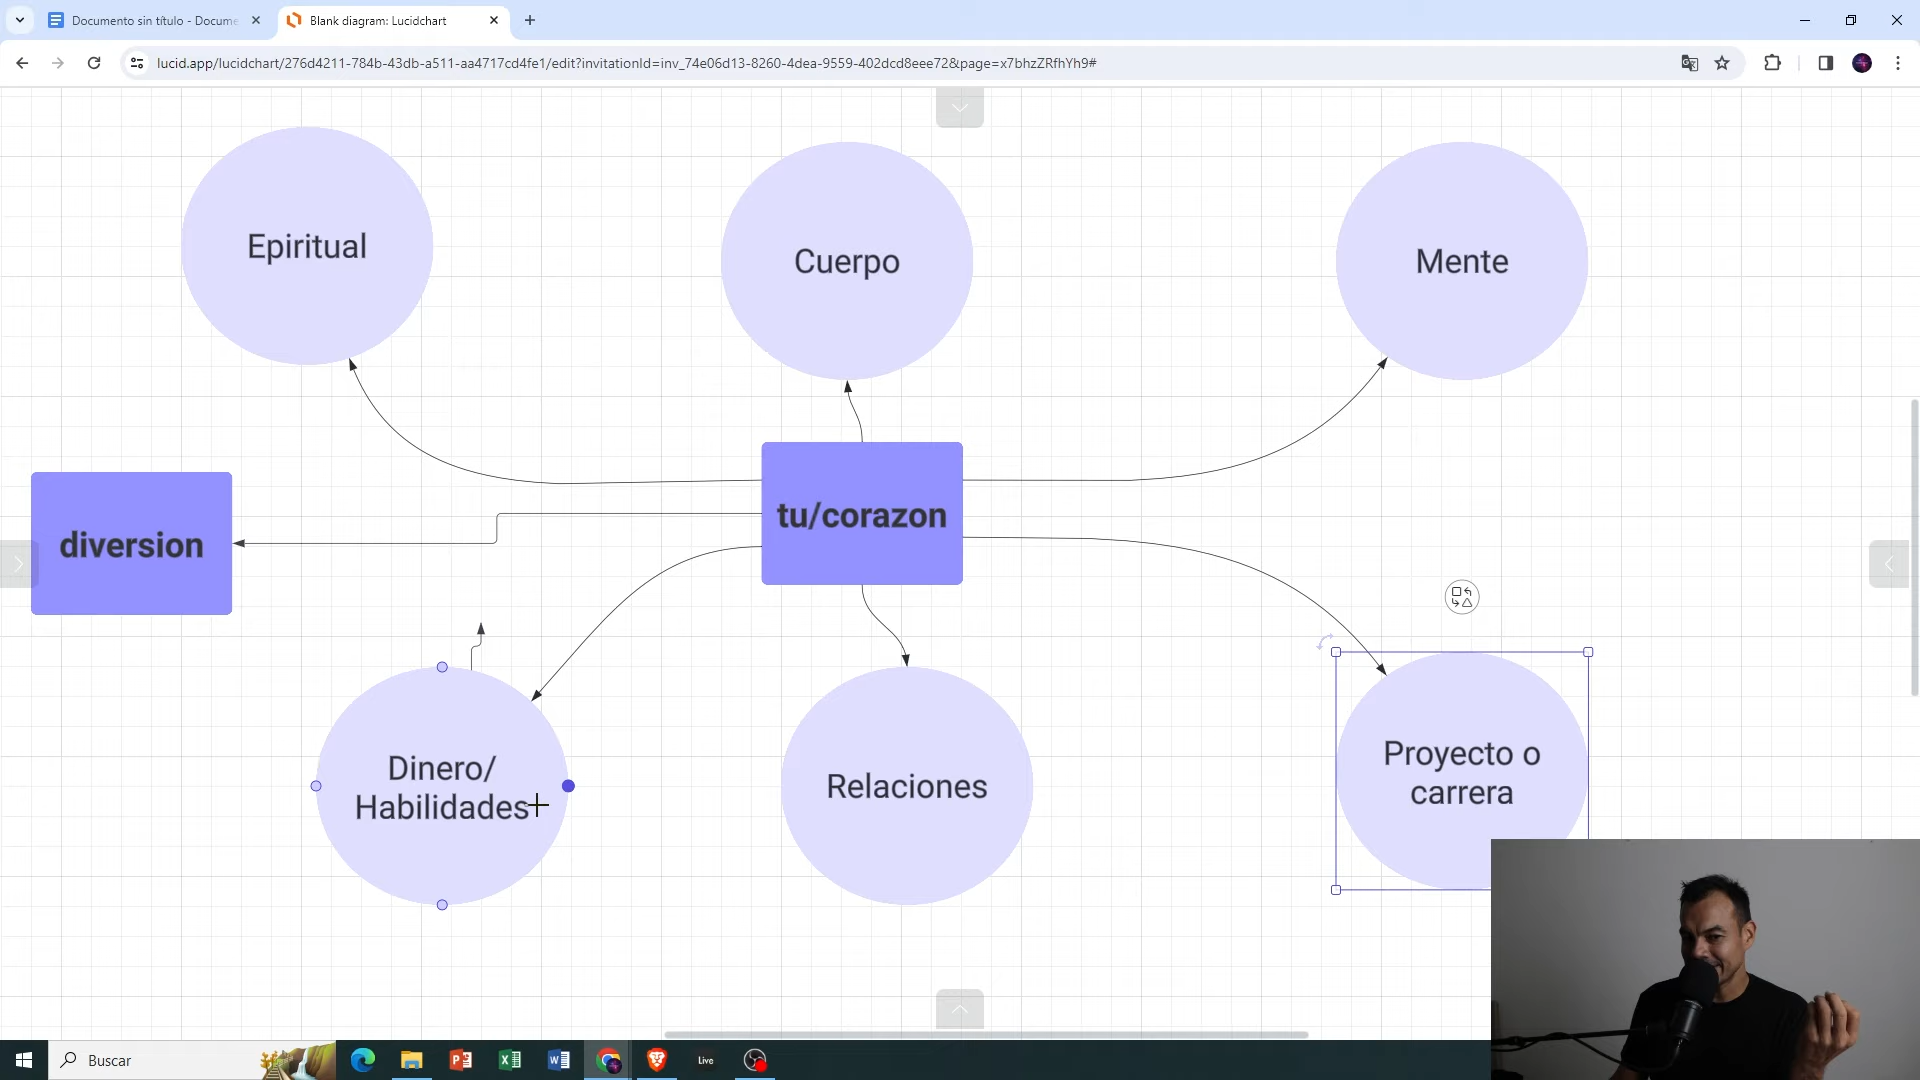 Documento sin título - Docume
Blank diagram: Lucidchart
lucid.app/lucidchart/276d4211-784b-43db-a511-aa4717cd4fe1/edit?invitationId=inv_74e06d13-8260-4dea-9559-402dcd8eee72&page=x7bhzZRfhYh9#
Epiritual
Cuerpo
Mente
diversion
tu/corazon
Dinero/
Habilidades
Relaciones
Proyecto o
carrera
Buscar
Live